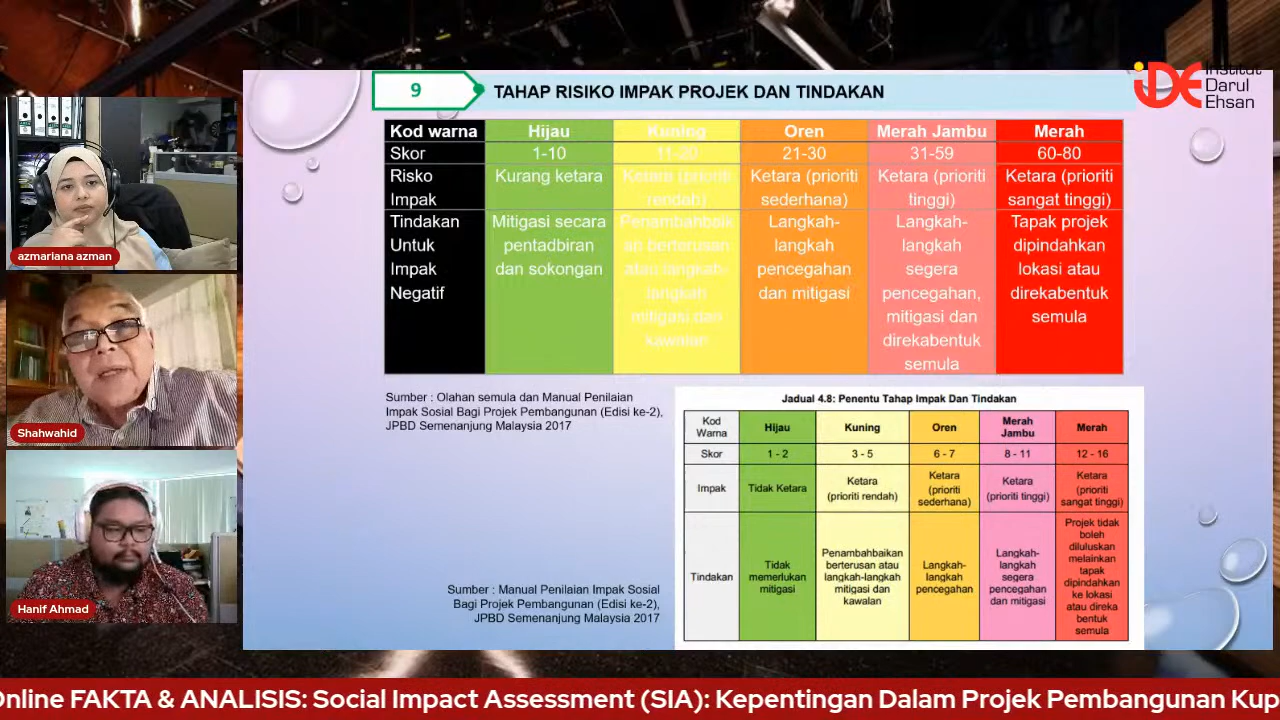 9
TAHAP RISIKO IMPAK PROJEK DAN TINDAKAN
Institut
Darul
Ehsan
Kod warna Hijau Kuning Oren Merah Jambu Merah
Skor 1-10 11-20 21-30 31-59 60-80
Risiko Impak
Kurang ketara
Ketara (prioriti
rendah)
Ketara (prioriti
sederhana)
Ketara (prioriti
tinggi)
Ketara (prioriti
sangat tinggi)
Tindakan
Untuk
Impak
Negatif
Mitigasi secara
pentadbiran
dan sokongan
Penambahbaik
an berterusan
atau langkah-
langkah
mitigasi dan
kawalan
Langkah-
langkah
pencegahan
dan mitigasi
Langkah-
langkah
segera
pencegahan,
mitigasi dan
direkabentuk
semula
Tapak projek
dipindahkan
lokasi atau
direkabentuk
semula
Sumber : Olahan semula dan Manual Penilaian
Impak Sosial Bagi Projek Pembangunan (Edisi ke-2),
JPBD Semenanjung Malaysia 2017
Jadual 4.8: Penentu Tahap Impak Dan Tindakan
Kod
Warna
Hijau
Kuning
Oren
Merah
Jambu
Merah
Skor 1 - 2 3 - 5 6 - 7 8 - 11 12 - 16
Impak
Tidak Ketara
Ketara
(prioriti rendah)
Ketara
(prioriti
sederhana)
Ketara
(prioriti tinggi)
Ketara
(prioriti
sangat tinggi)
Tindakan
Tidak
memerlukan
mitigasi
Penambahbaikan
berterusan atau
langkah-langkah
mitigasi dan
kawalan
Langkah-
langkah
pencegahan
Langkah-
langkah
segera
pencegahan
dan mitigasi
Projek tidak
boleh
diluluskan
melainkan
tapak
dipindahkan
ke lokasi
atau direka
bentuk
semula
Sumber : Manual Penilaian Impak Sosial
Bagi Projek Pembangunan (Edisi ke-2),
JPBD Semenanjung Malaysia 2017
azmariana azman
Shahwahid
Hanif Ahmad
Online FAKTA & ANALISIS: Social Impact Assessment (SIA): Kepentingan Dalam Projek Pembangunan Kup